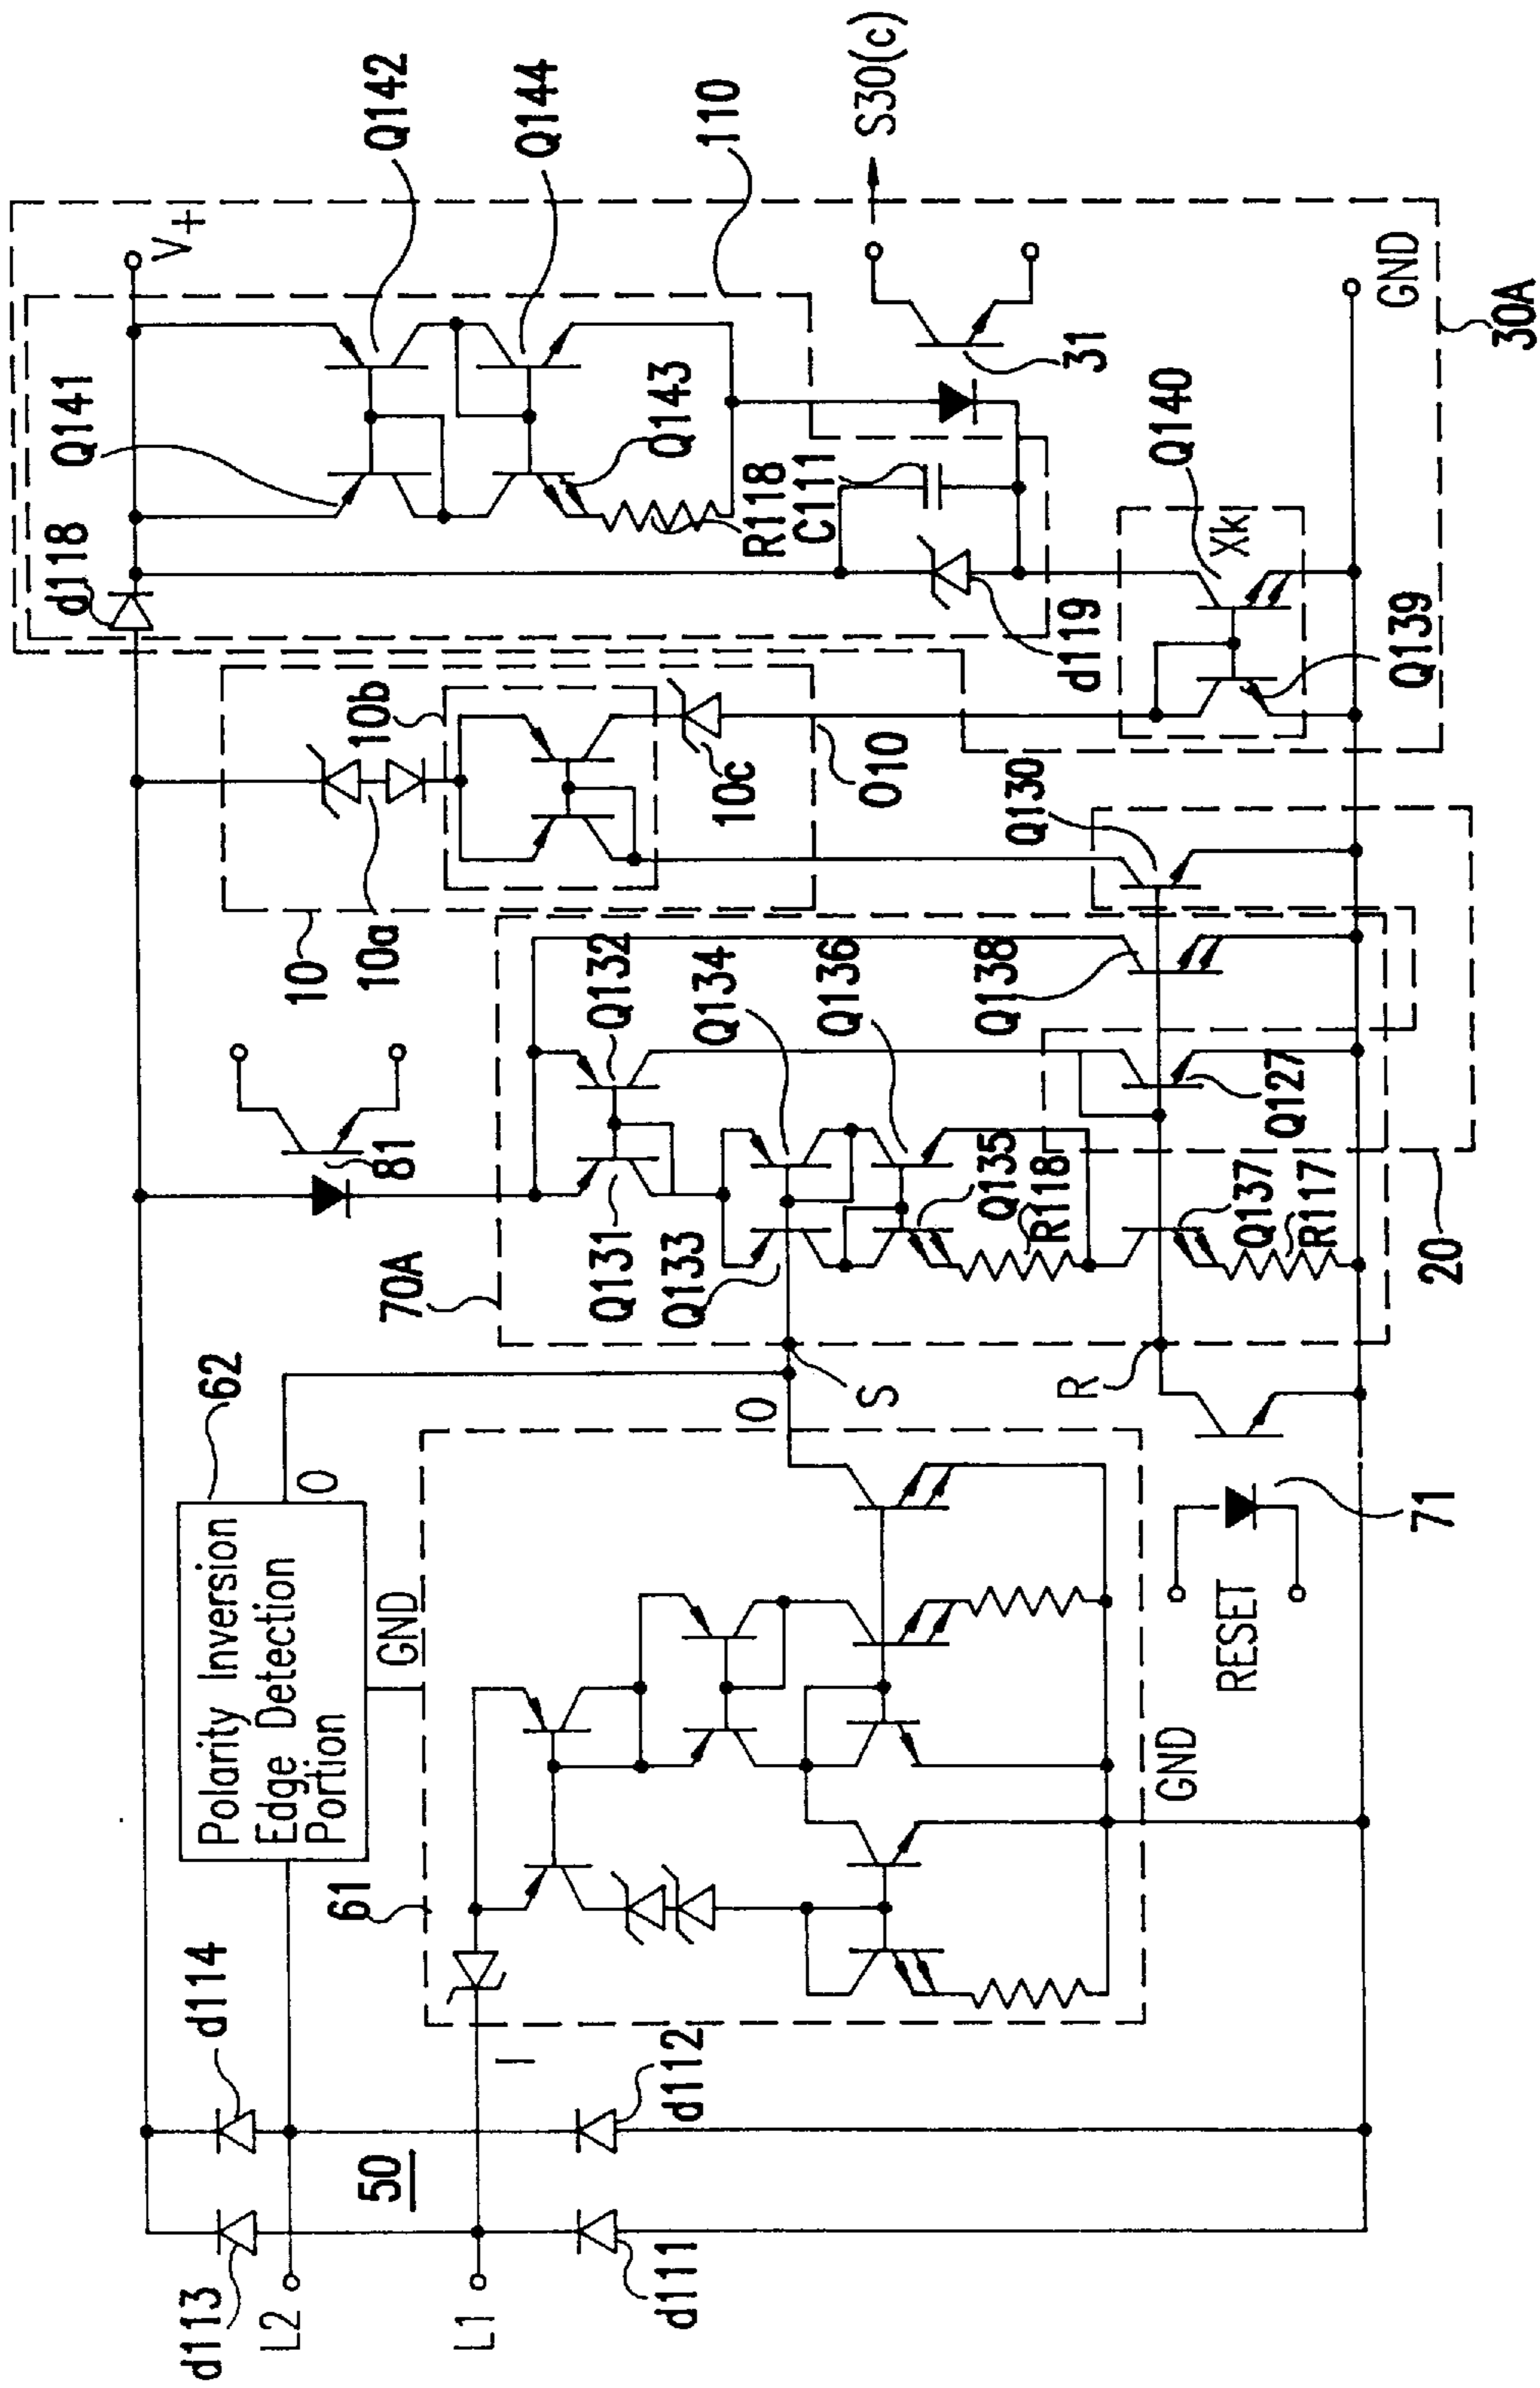 V+
Q142
Q144
110
S30(c)
Q141
d118
Q143
31
R118
C111
d119
Q140
Xk
Q139
GND
30A
10b
10a
10
10c
O10
Q130
81
70A
Q132
Q131
Q133
Q134
Q136
Q135
R118
Q138
Q127
Q137
R117
20
62
Polarity Inversion
Edge Detection
Portion
O
GND
O
S
R
61
I
GND
RESET
71
d114
d113
50
d112
d111
L2
L1